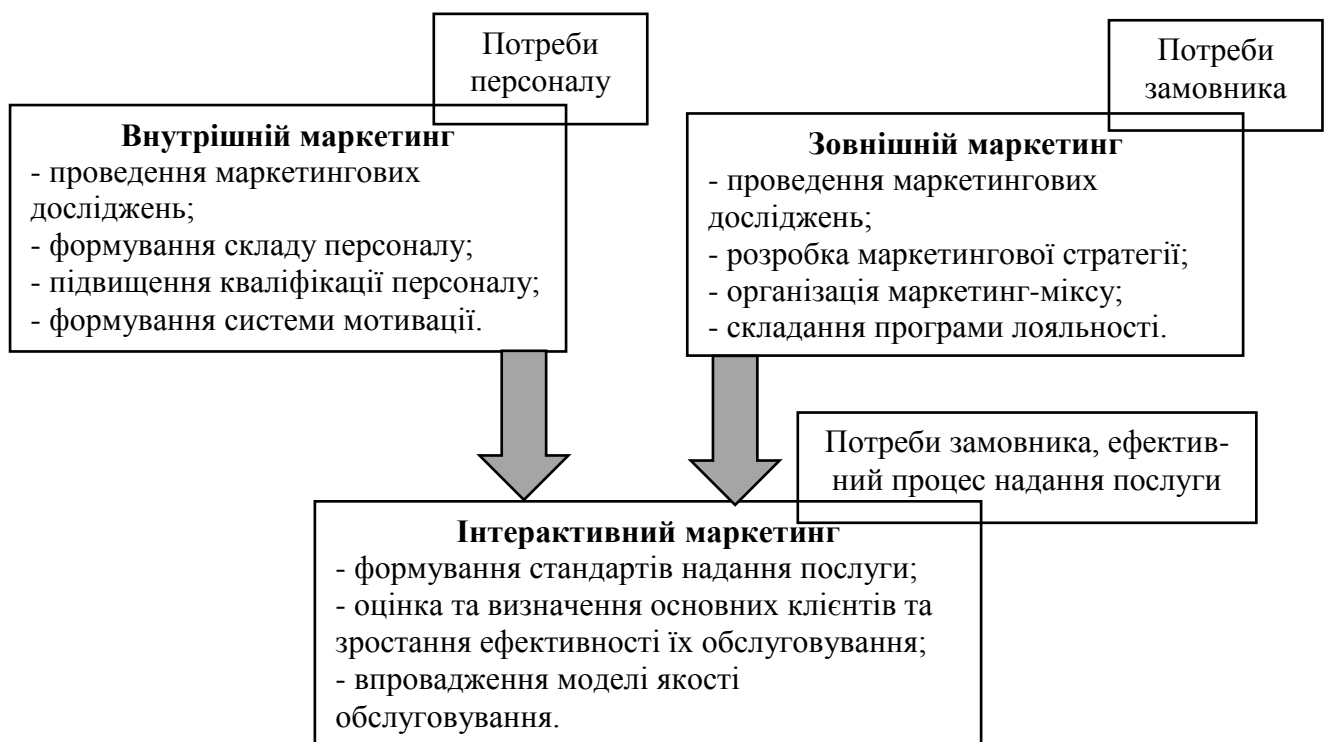 Потреби
персоналу
Внутрішній маркетинг
- проведення маркетингових
досліджень;
- формування складу персоналу;
- підвищення кваліфікації персоналу;
- формування системи мотивації.
Потреби
замовника
Зовнішній маркетинг
- проведення маркетингових
досліджень;
- розробка маркетингової стратегії;
- організація маркетинг-міксу;
- складання програми лояльності.
Потреби замовника, ефектив-
ний процес надання послуги
Інтерактивний маркетинг
- формування стандартів надання послуги;
- оцінка та визначення основних клієнтів та
зростання ефективності їх обслуговування;
- впровадження моделі якості
обслуговування.